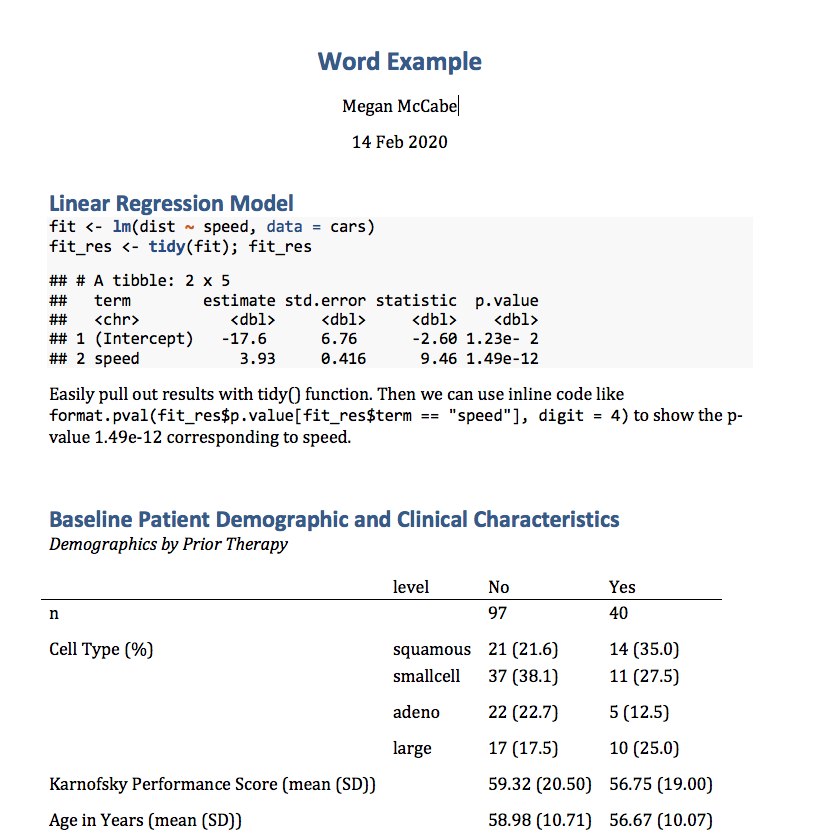 Word Example
Megan McCabe
14 Feb 2020
Linear Regression Model
fit <- lm(dist ~ speed, data = cars)
fit_res <- tidy(fit); fit_res
## # A tibble: 2 x 5
##   term        estimate std.error statistic  p.value
##   <chr>          <dbl>     <dbl>     <dbl>    <dbl>
## 1 (Intercept)   -17.6      6.76      -2.60 1.23e- 2
## 2 speed           3.93     0.416      9.46 1.49e-12
Easily pull out results with tidy() function. Then we can use inline code like
format.pval(fit_res$p.value[fit_res$term == "speed"], digit = 4) to show the p-
value 1.49e-12 corresponding to speed.
Baseline Patient Demographic and Clinical Characteristics
Demographics by Prior Therapy
level No Yes
n 97 40
Cell Type (%) squamous 21 (21.6) 14 (35.0)
smallcell 37 (38.1) 11 (27.5)
adeno 22 (22.7) 5 (12.5)
large 17 (17.5) 10 (25.0)
Karnofsky Performance Score (mean (SD)) 59.32 (20.50) 56.75 (19.00)
Age in Years (mean (SD)) 58.98 (10.71) 56.67 (10.07)